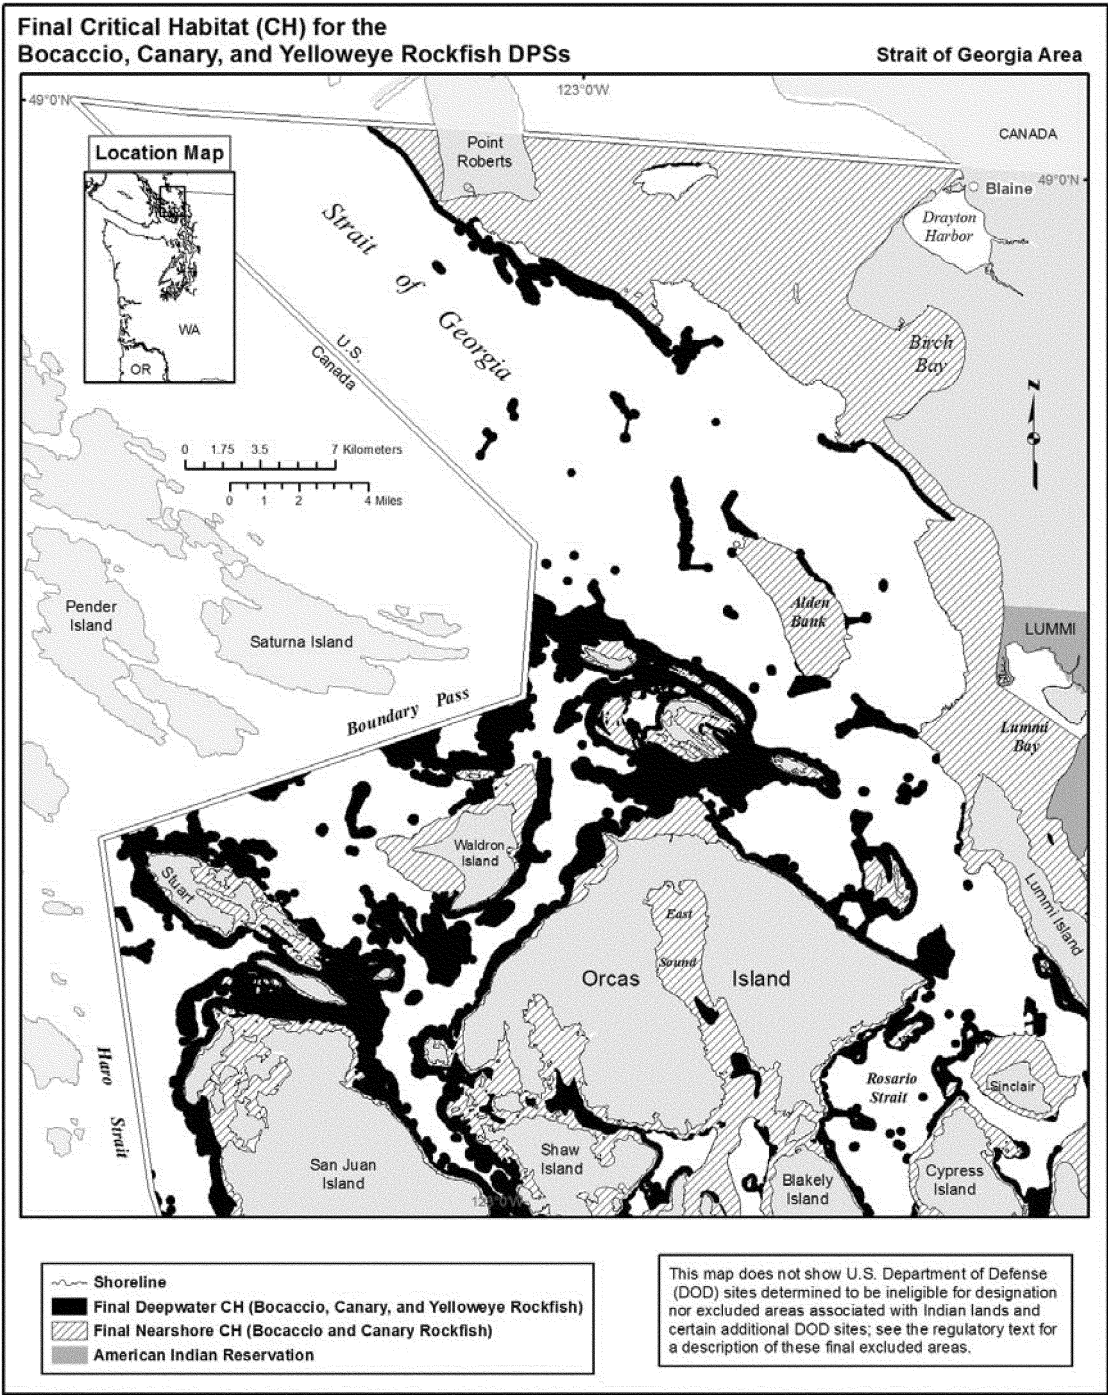 Final Critical Habitat (CH) for the
Bocaccio, Canary, and Yelloweye Rockfish DPSs
Strait of Georgia Area
49°0'N
123°0'W
CANADA
Point
Roberts
Location Map
49°0'N
Blaine
Drayton
Harbor
Strait
of
Georgia
WA
OR
U.S.
Canada
Birch
Bay
N
0 1.75 3.5 7 Kilometers
0 1 2 4 Miles
Pender
Island
Saturna Island
Alden
Bank
LUMMI
Boundary Pass
Lummi
Bay
Waldron
Island
Stuart
Lummi Island
East
Sound
Orcas Island
Haro
Strait
Rosario
Strait
Sinclair
San Juan
Island
Shaw
Island
Blakely
Island
Cypress
Island
123°0'W
Shoreline
Final Deepwater CH (Bocaccio, Canary, and Yelloweye Rockfish)
Final Nearshore CH (Bocaccio and Canary Rockfish)
American Indian Reservation
This map does not show U.S. Department of Defense
(DOD) sites determined to be ineligible for designation
nor excluded areas associated with Indian lands and
certain additional DOD sites; see the regulatory text for
a description of these final excluded areas.